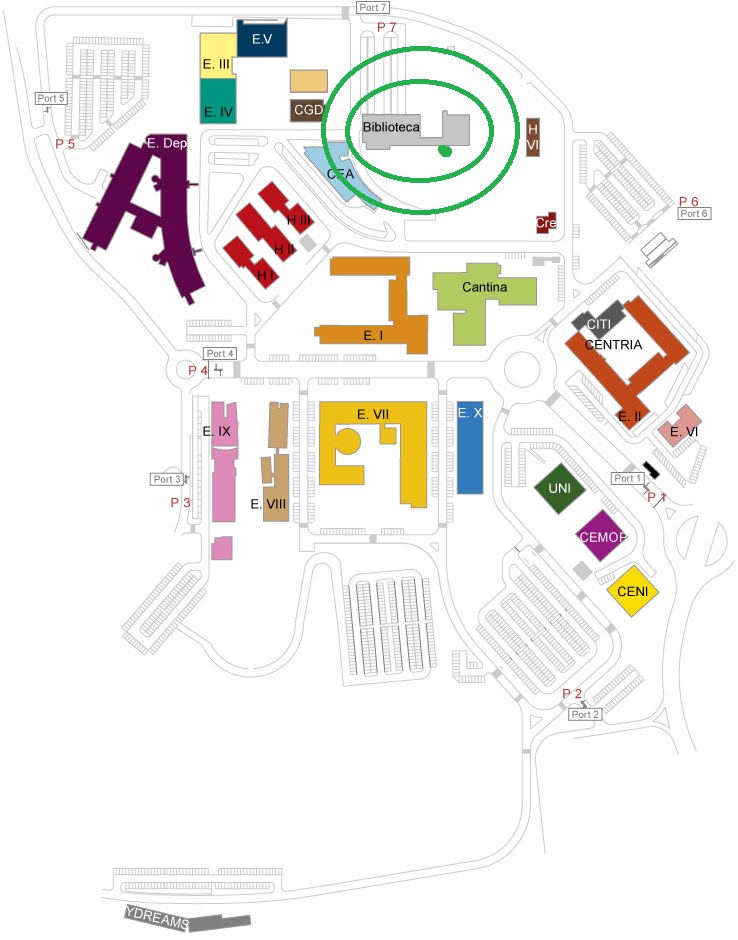 Port 7
P 7
E.V
E. III
Port 5
CGD
E. IV
Biblioteca
H
VI
P 5
E. Dep
CEA
P 6
Port 6
H III
Cre
H II
H I
Cantina
CITI
E. I
CENTRIA
Port 4
P 4
E. II
E. IX
E. VII
E. X
E. VI
Port 3
Port 1
UNI
P 1
P 3
E. VIII
CEMOP
CENI
P 2
Port 2
YDREAMS